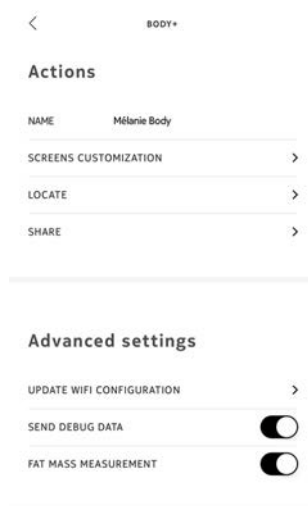 BODY+
Actions
NAME Mélanie Body
SCREENS CUSTOMIZATION
LOCATE
SHARE
Advanced settings
UPDATE WIFI CONFIGURATION
SEND DEBUG DATA
FAT MASS MEASUREMENT